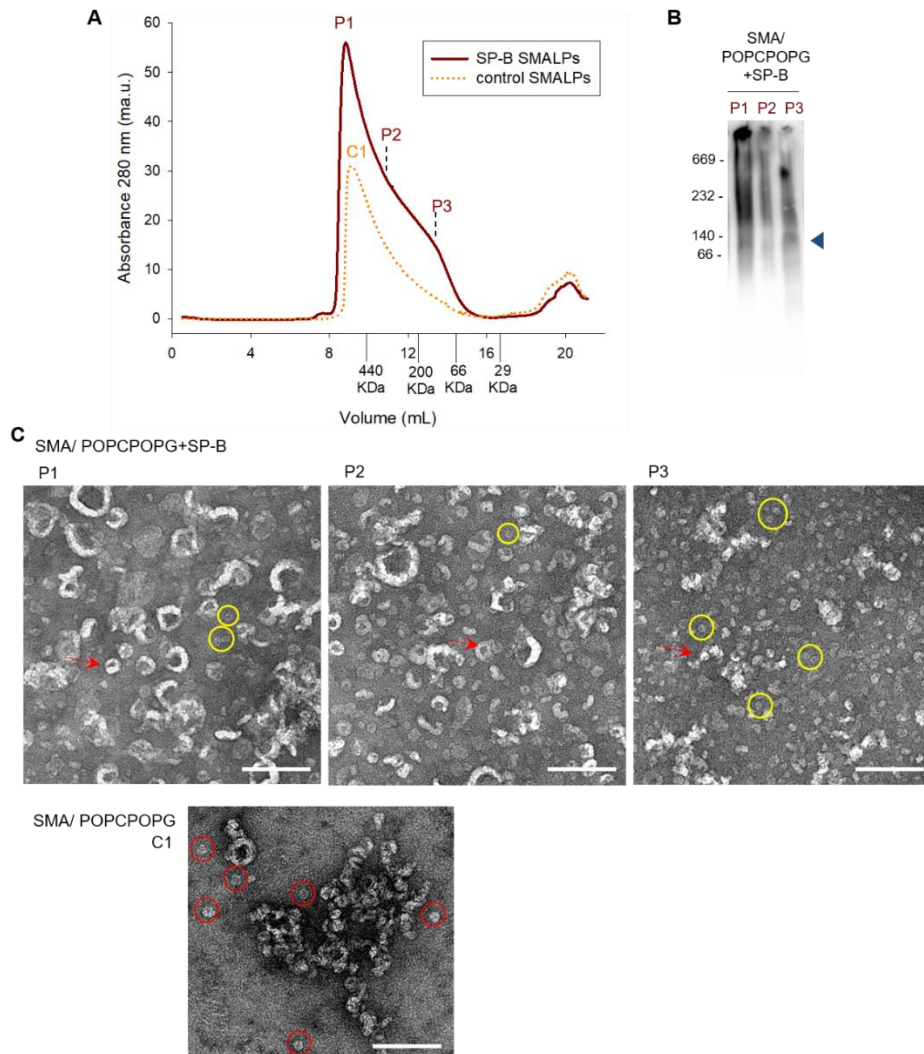 A
Absorbance 280 nm (ma.u.)
60
50
40
30
20
10
0
P1
C1
P2
P3
SP-B SMALPs
control SMALPs
0
4
8
12
16
20
440
KDa
200
KDa
66
KDa
29
KDa
Volume (mL)
B
SMA/
POPCPOPG
+SP-B
P1 P2 P3
669 -
232 -
140 -
66 -
C
SMA/ POPCPOPG+SP-B
P1
P2
P3
SMA/ POPCPOPG
C1